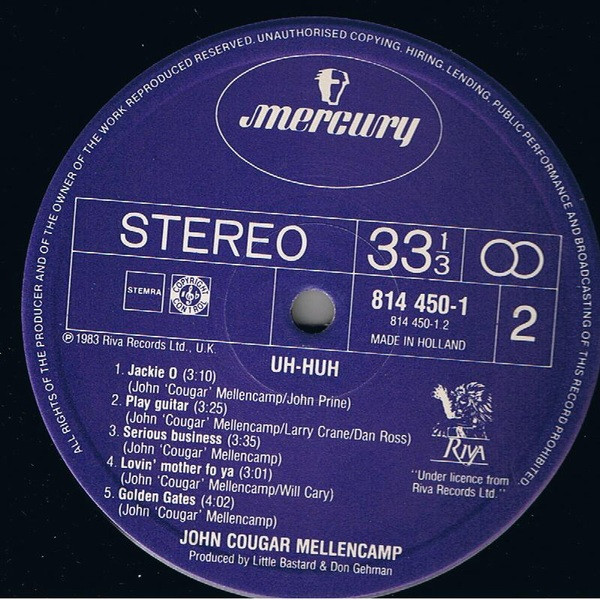 ALL RIGHTS OF THE PRODUCER AND OF THE OWNER OF THE WORK REPRODUCED RESERVED. UNAUTHORISED COPYING, HIRING, LENDING, PUBLIC PERFORMANCE AND BROADCASTING OF THIS RECORD PROHIBITED.
mercury
STEREO
33 1/3
STEMRA
COPYRIGHT CONTROL
814 450-1
814 450-1 2
MADE IN HOLLAND
2
℗ 1983 Riva Records Ltd., U.K.
UH-HUH
1. Jackie O (3:10)
(John 'Cougar' Mellencamp/John Prine)
2. Play guitar (3:25)
(John 'Cougar' Mellencamp/Larry Crane/Dan Ross)
3. Serious business (3:35)
(John 'Cougar' Mellencamp)
4. Lovin' mother fo ya (3:01)
(John 'Cougar' Mellencamp/Will Cary)
5. Golden Gates (4:02)
(John 'Cougar' Mellencamp)
RIVA
"Under licence from
Riva Records Ltd."
JOHN COUGAR MELLENCAMP
Produced by Little Bastard & Don Gehman